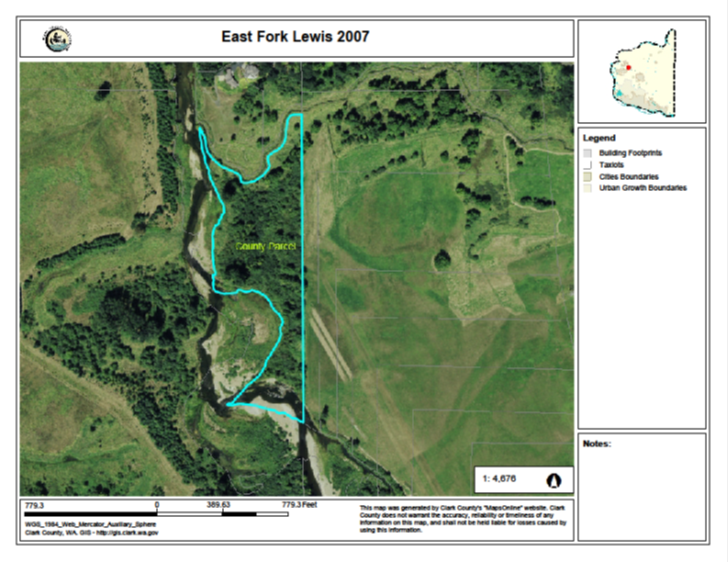 East Fork Lewis 2007
County Parcel
Legend
Building Footprints
Taxlots
Cities Boundaries
Urban Growth Boundaries
Notes:
1: 4,676
779.3 0 389.63 779.3 Feet
WGS_1984_Web_Mercator_Auxiliary_Sphere
Clark County, WA. GIS - http://gis.clark.wa.gov
This map was generated by Clark County's "MapsOnline" website. Clark
County does not warrant the accuracy, reliability or timeliness of any
information on this map, and shall not be held liable for losses caused by
using this information.